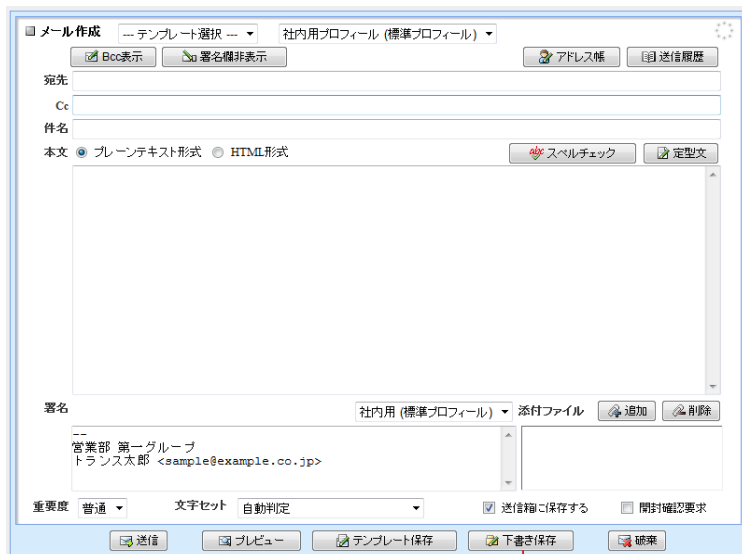 メール作成 --- テンプレート選択 --- 社内用プロフィール (標準プロフィール)
Bcc表示 署名欄非表示 アドレス帳 送信履歴
宛先
Cc
件名
本文 プレーンテキスト形式 HTML形式 abc スペルチェック 定型文
署名 社内用 (標準プロフィール) 添付ファイル 追加 削除
--
営業部 第一グループ
トランス太郎 <sample@example.co.jp>
重要度 普通 文字セット 自動判定 送信箱に保存する 開封確認要求
送信 プレビュー テンプレート保存 下書き保存 破棄